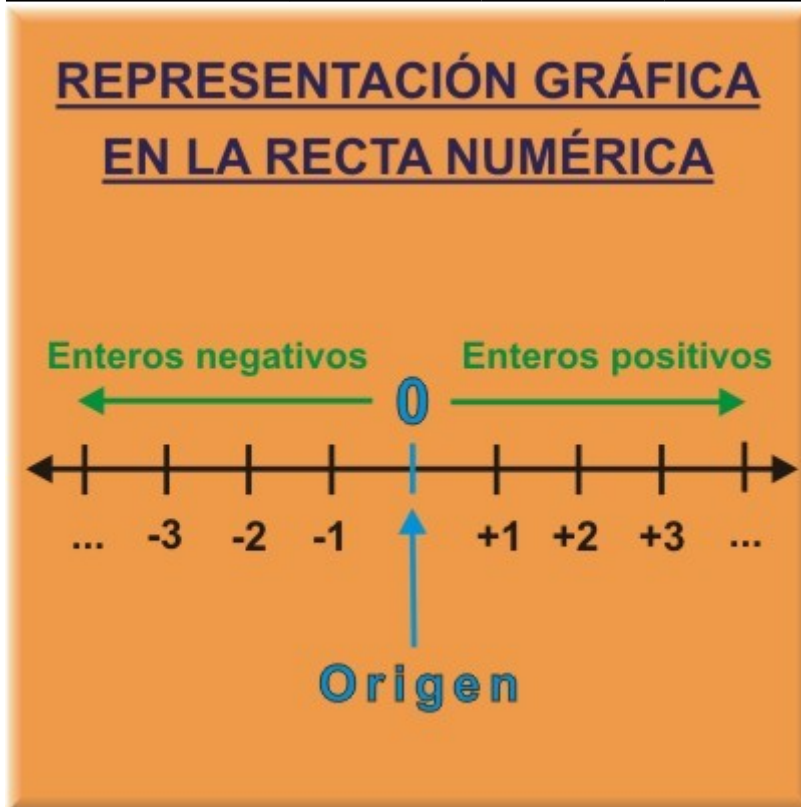 REPRESENTACIÓN GRÁFICA
EN LA RECTA NUMÉRICA
Enteros negativos Enteros positivos
0
... -3 -2 -1 +1 +2 +3 ...
Origen